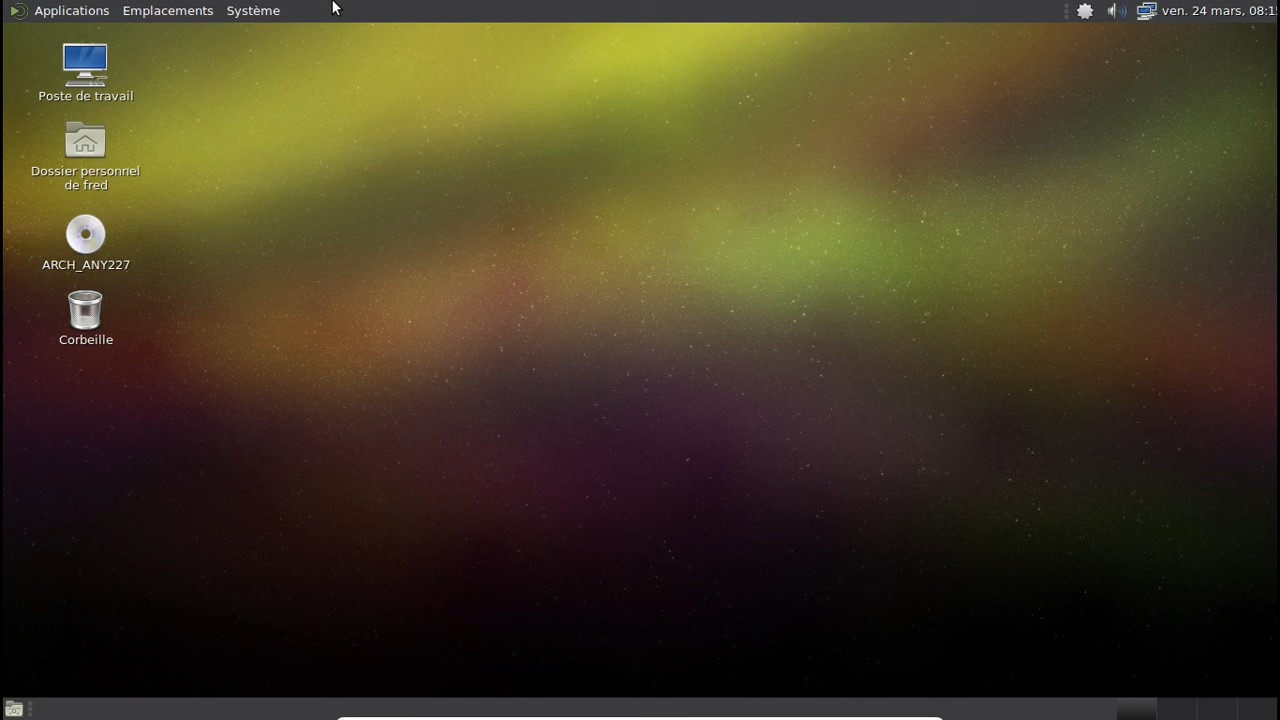 Applications Emplacements Système ven. 24 mars, 08:1
Poste de travail
Dossier personnel
de fred
ARCH_ANY227
Corbeille